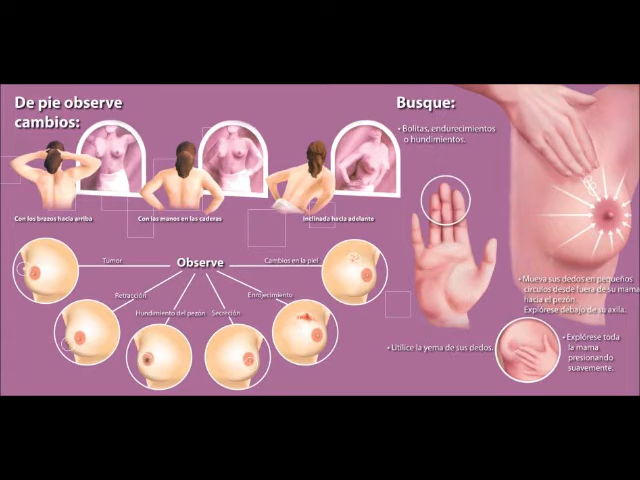 De pie observe
cambios:
Con los brazos hacia arriba
Con las manos en las caderas
Inclinada hacia adelante
Observe
Tumor
Retracción
Hundimiento del pezón
Secreción
Enrojecimiento
Cambios en la piel
Busque:
• Bolitas, endurecimientos
o hundimientos.
• Utilice la yema de sus dedos.
• Mueva sus dedos en pequeños
círculos desde fuera de su mama
hacia el pezón.
Explórese debajo de su axila.
• Explórese toda
la mama
presionando
suavemente.